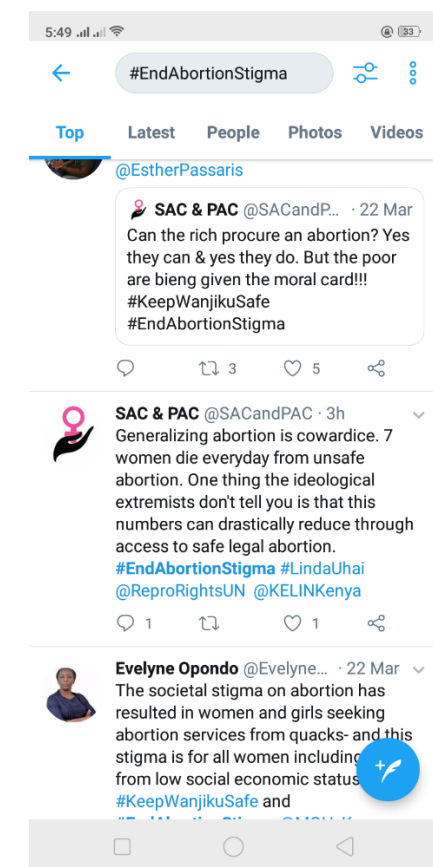 5:49
33
#EndAbortionStigma
Top Latest People Photos Videos
@EstherPassaris
SAC & PAC @SACandP... · 22 Mar
Can the rich procure an abortion? Yes
they can & yes they do. But the poor
are bieng given the moral card!!!
#KeepWanjikuSafe
#EndAbortionStigma
3 5
SAC & PAC @SACandPAC · 3h
Generalizing abortion is cowardice. 7
women die everyday from unsafe
abortion. One thing the ideological
extremists don't tell you is that this
numbers can drastically reduce through
access to safe legal abortion.
#EndAbortionStigma #LindaUhai
@ReproRightsUN @KELINKenya
1 1
Evelyne Opondo @Evelyne... · 22 Mar
The societal stigma on abortion has
resulted in women and girls seeking
abortion services from quacks- and this
stigma is for all women including
from low social economic status
#KeepWanjikuSafe and